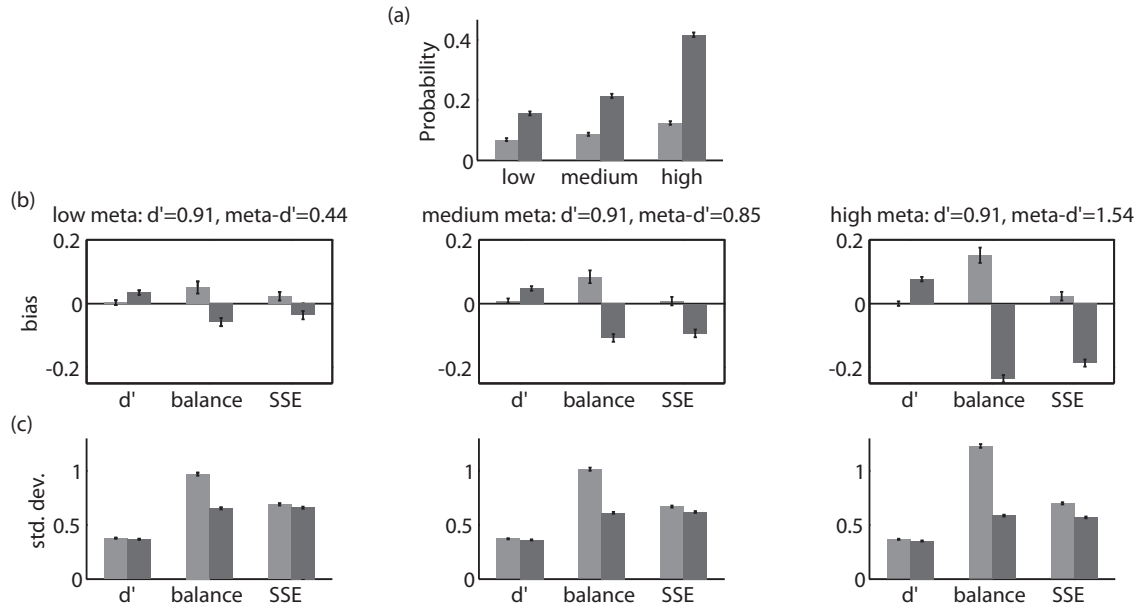 (a)
0.4
0.2
0
Probability
low medium high
(b)
low meta: d'=0.91, meta-d'=0.44 medium meta: d'=0.91, meta-d'=0.85 high meta: d'=0.91, meta-d'=1.54
0.2 0.2 0.2
0 0 0
bias
-0.2 -0.2 -0.2
d' balance SSE d' balance SSE d' balance SSE
(c)
1 1 1
std. dev.
0.5 0.5 0.5
0 0 0
d' balance SSE d' balance SSE d' balance SSE